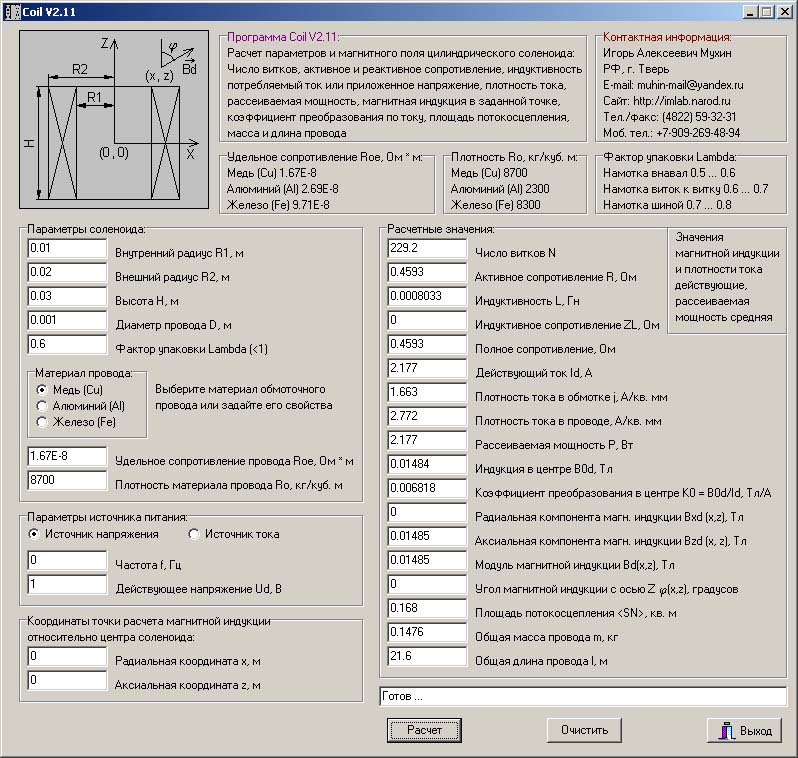 Coil V2.11
Z
φ
Bd
(x, z)
R2
R1
H
(0,0)
X
Программа Coil V2.11:
Расчет параметров и магнитного поля цилиндрического соленоида:
Число витков, активное и реактивное сопротивление, индуктивность
потребляемый ток или приложенное напряжение, плотность тока,
рассеиваемая мощность, магнитная индукция в заданной точке,
коэффициент преобразования по току, площадь потокосцепления,
масса и длина провода
Контактная информация:
Игорь Алексеевич Мухин
РФ, г. Тверь
E-mail: muhin-mail@yandex.ru
Сайт: http://imlab.narod.ru
Тел./факс: (4822) 59-32-31
Моб. тел.: +7-909-269-48-94
Удельное сопротивление Roe, Ом * м:
Медь (Cu) 1.67E-8
Алюминий (Al) 2.69E-8
Железо (Fe) 9.71E-8
Плотность Ro, кг/куб. м:
Медь (Cu) 8700
Алюминий (Al) 2300
Железо (Fe) 8300
Фактор упаковки Lambda:
Намотка внавал 0.5 ... 0.6
Намотка виток к витку 0.6 ... 0.7
Намотка шиной 0.7 ... 0.8
Параметры соленоида:
0.01 Внутренний радиус R1, м
0.02 Внешний радиус R2, м
0.03 Высота H, м
0.001 Диаметр провода D, м
0.6 Фактор упаковки Lambda (<1)
Материал провода:
Медь (Cu)
Алюминий (Al)
Железо (Fe)
Выберите материал обмоточного
провода или задайте его свойства
1.67E-8 Удельное сопротивление провода Roe, Ом * м
8700 Плотность материала провода Ro, кг/куб. м
Параметры источника питания:
Источник напряжения Источник тока
0 Частота f, Гц
1 Действующее напряжение Ud, В
Координаты точки расчета магнитной индукции
относительно центра соленоида:
0 Радиальная координата x, м
0 Аксиальная координата z, м
Расчетные значения:
229.2 Число витков N
0.4593 Активное сопротивление R, Ом
0.0008033 Индуктивность L, Гн
0 Индуктивное сопротивление ZL, Ом
0.4593 Полное сопротивление, Ом
2.177 Действующий ток Id, А
1.663 Плотность тока в обмотке j, А/кв. мм
2.772 Плотность тока в проводе, А/кв. мм
2.177 Рассеиваемая мощность P, Вт
0.01484 Индукция в центре B0d, Тл
0.006818 Коэффициент преобразования в центре K0 = B0d/Id, Тл/А
0 Радиальная компонента магн. индукции Bxd (x,z), Тл
0.01485 Аксиальная компонента магн. индукции Bzd (x, z), Тл
0.01485 Модуль магнитной индукции Bd(x,z), Тл
0 Угол магнитной индукции с осью Z φ(x,z), градусов
0.168 Площадь потокосцепления <SN>, кв. м
0.1476 Общая масса провода m, кг
21.6 Общая длина провода l, м
Значения
магнитной индукции
и плотности тока
действующие,
рассеиваемая
мощность средняя
Готов ...
Расчет
Очистить
Выход